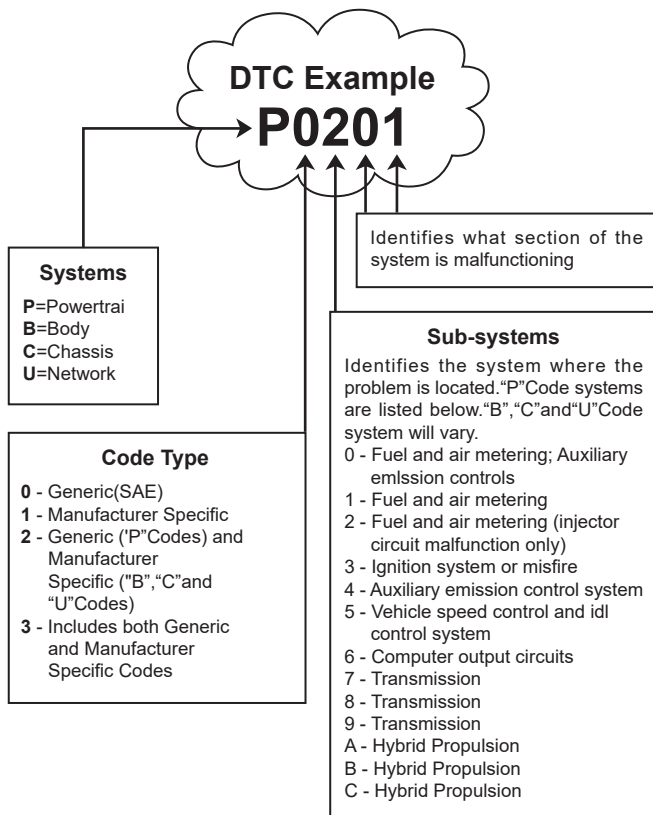 DTC Example
P0201
Identifies what section of the
system is malfunctioning
Systems
P=Powertrai
B=Body
C=Chassis
U=Network
Sub-systems
Identifies the system where the
problem is located.“P”Code systems
are listed below.“B”,“C”and“U”Code
system will vary.
0 - Fuel and air metering; Auxiliary
emlssion controls
1 - Fuel and air metering
2 - Fuel and air metering (injector
circuit malfunction only)
3 - Ignition system or misfire
4 - Auxiliary emission control system
5 - Vehicle speed control and idl
control system
6 - Computer output circuits
7 - Transmission
8 - Transmission
9 - Transmission
A - Hybrid Propulsion
B - Hybrid Propulsion
C - Hybrid Propulsion
Code Type
0 - Generic(SAE)
1 - Manufacturer Specific
2 - Generic ('P”Codes) and
Manufacturer
Specific ("B”,“C”and
“U”Codes)
3 - Includes both Generic
and Manufacturer
Specific Codes